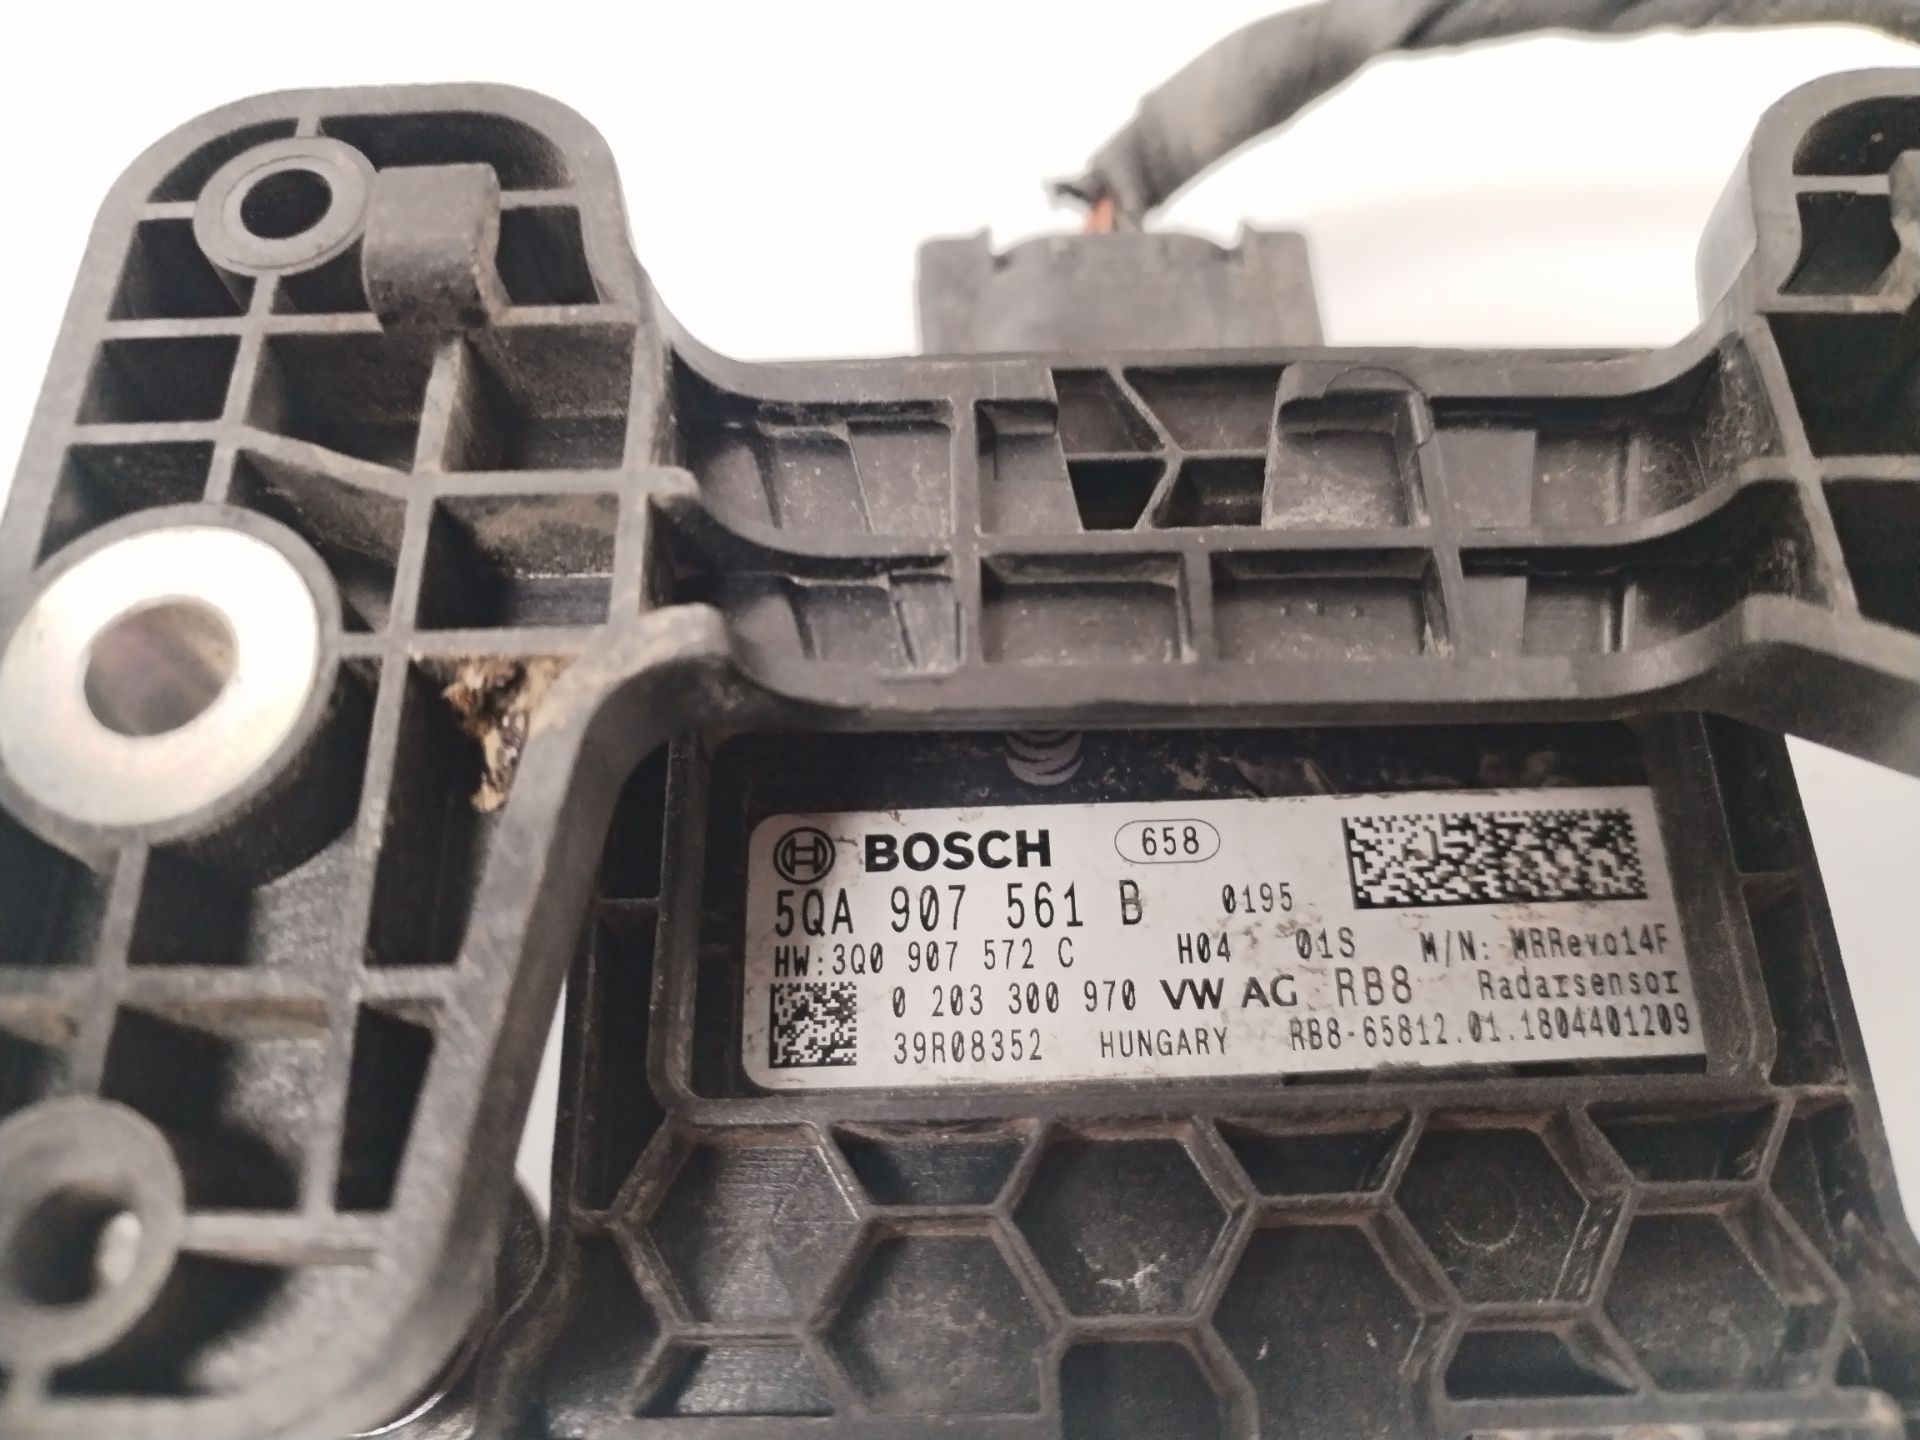 BOSCH 658
5QA 907 561 B 0195
HW:3Q0 907 572 C H04 01S M/N: MRRevo14F
0 203 300 970 VW AG RB8 Radarsensor
39R08352 HUNGARY RB8-65812.01.1804401209